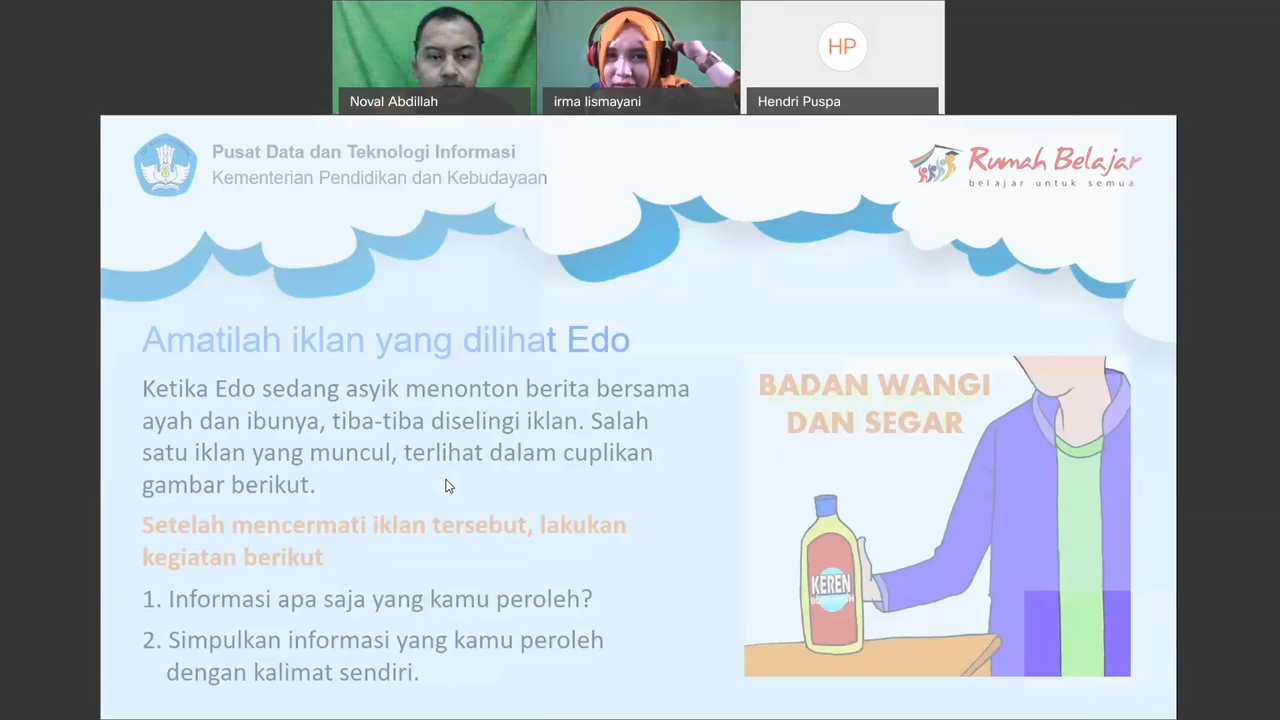 Noval Abdillah
irma lismayani
HP
Hendri Puspa
Pusat Data dan Teknologi Informasi
Kementerian Pendidikan dan Kebudayaan
Rumah Belajar
belajar untuk semua
Amatilah iklan yang dilihat Edo
Ketika Edo sedang asyik menonton berita bersama
ayah dan ibunya, tiba-tiba diselingi iklan. Salah
satu iklan yang muncul, terlihat dalam cuplikan
gambar berikut.
Setelah mencermati iklan tersebut, lakukan
kegiatan berikut
1. Informasi apa saja yang kamu peroleh?
2. Simpulkan informasi yang kamu peroleh
dengan kalimat sendiri.
BADAN WANGI
DAN SEGAR
KEREN